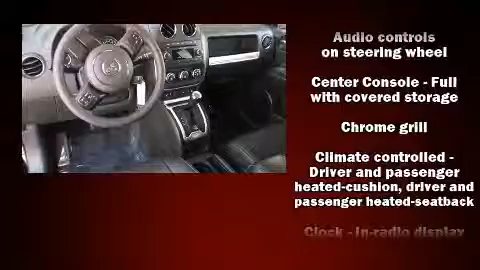 Audio controls
on steering wheel
Center Console - Full
with covered storage
Chrome grill
Climate controlled -
Driver and passenger
heated-cushion, driver and
passenger heated-seatback
Clock - In-radio display